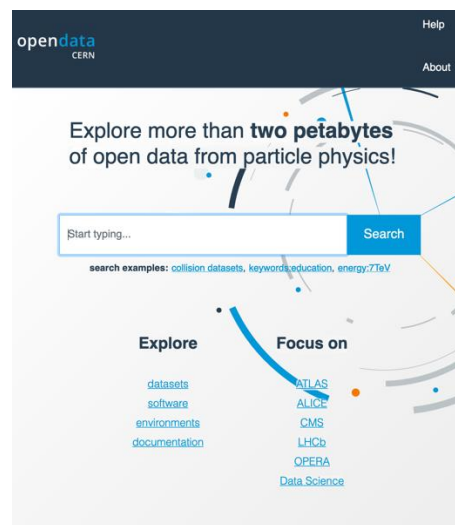 Help
opendata
CERN
About
Explore more than two petabytes
of open data from particle physics!
Start typing...
Search
search examples: collision datasets, keywords:education, energy:7TeV
Explore
datasets
software
environments
documentation
Focus on
ATLAS
ALICE
CMS
LHCb
OPERA
Data Science